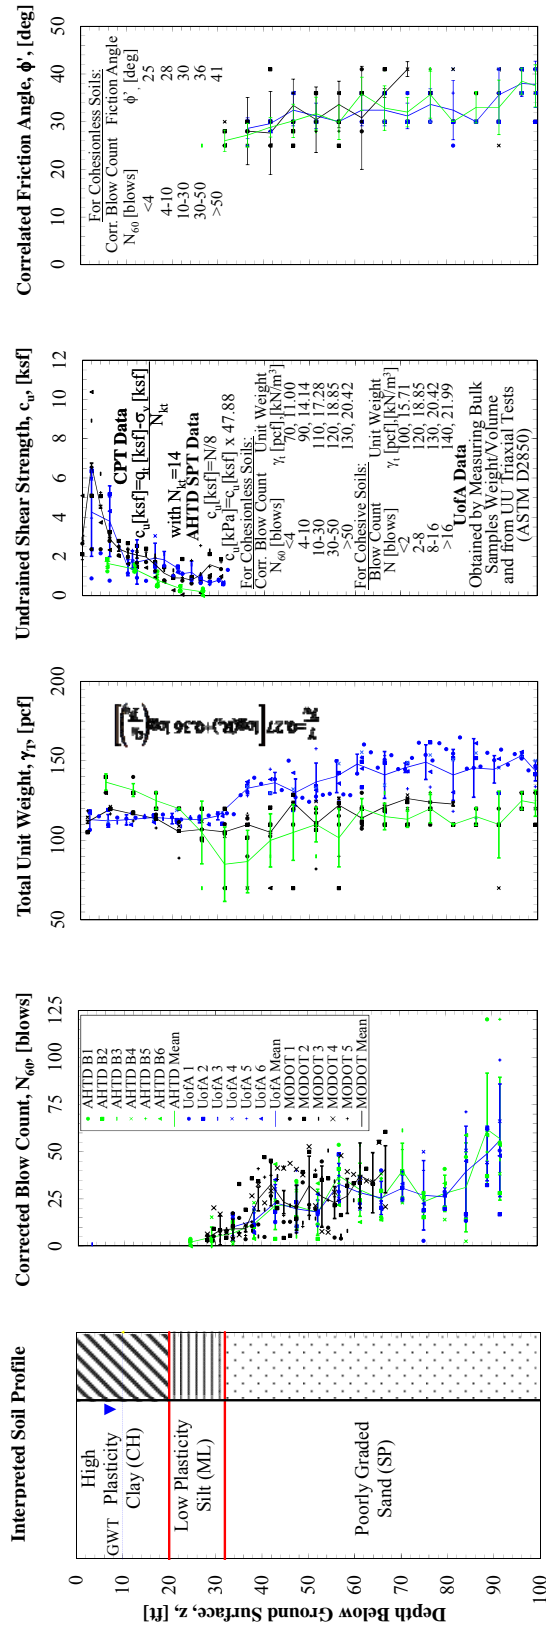 Interpreted Soil Profile
Depth Below Ground Surface, z, [ft]
0
10
20
30
40
50
60
70
80
90
100
High
GWT Plasticity
Clay (CH)
Low Plasticity
Silt (ML)
Poorly Graded
Sand (SP)
Corrected Blow Count, N60, [blows]
0
25
50
75
100
125
AHTD B1
AHTD B2
AHTD B3
AHTD B4
AHTD B5
AHTD B6
AHTD Mean
UofA 1
UofA 2
UofA 3
UofA 4
UofA 5
UofA 6
UofA Mean
MODOT 1
MODOT 2
MODOT 3
MODOT 4
MODOT 5
MODOT Mean
Total Unit Weight, γT, [pcf]
50
100
150
200
Undrained Shear Strength, cu, [ksf]
0
2
4
6
8
10
12
CPT Data
cu[ksf]=qt [ksf]-σv [ksf]
Nkt
with Nkt=14
AHTD SPT Data
cu[ksf]=N/8
cu[kPa]=cu[ksf] x 47.88
For Cohesionless Soils:
Corr. Blow Count Unit Weight
N60 [blows] γt [pcf],[kN/m³]
<4 70, 11.00
4-10 90, 14.14
10-30 110, 17.28
30-50 120, 18.85
>50 130, 20.42
For Cohesive Soils:
Blow Count Unit Weight
N [blows] γt [pcf],[kN/m³]
<2 100, 15.71
2-8 120, 18.85
8-16 130, 20.42
>16 140, 21.99
UofA Data
Obtained by Measuring Bulk
Samples Weight/Volume
and from UU Triaxial Tests
(ASTM D2850)
Correlated Friction Angle, ϕ', [deg]
0
10
20
30
40
50
For Cohesionless Soils:
Corr. Blow Count Friction Angle
N60 [blows] ϕ', [deg]
<4 25
4-10 28
10-30 30
30-50 36
>50 41